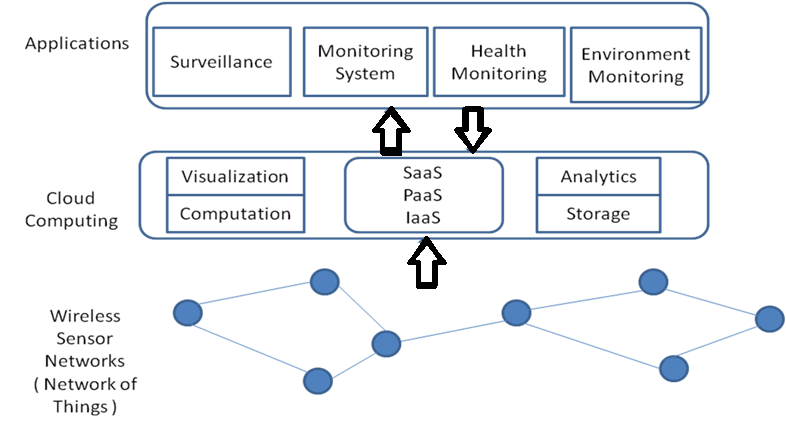 Applications
Surveillance
Monitoring
System
Health
Monitoring
Environment
Monitoring
Cloud
Computing
Visualization
Computation
SaaS
PaaS
IaaS
Analytics
Storage
Wireless
Sensor
Networks
( Network of
Things )